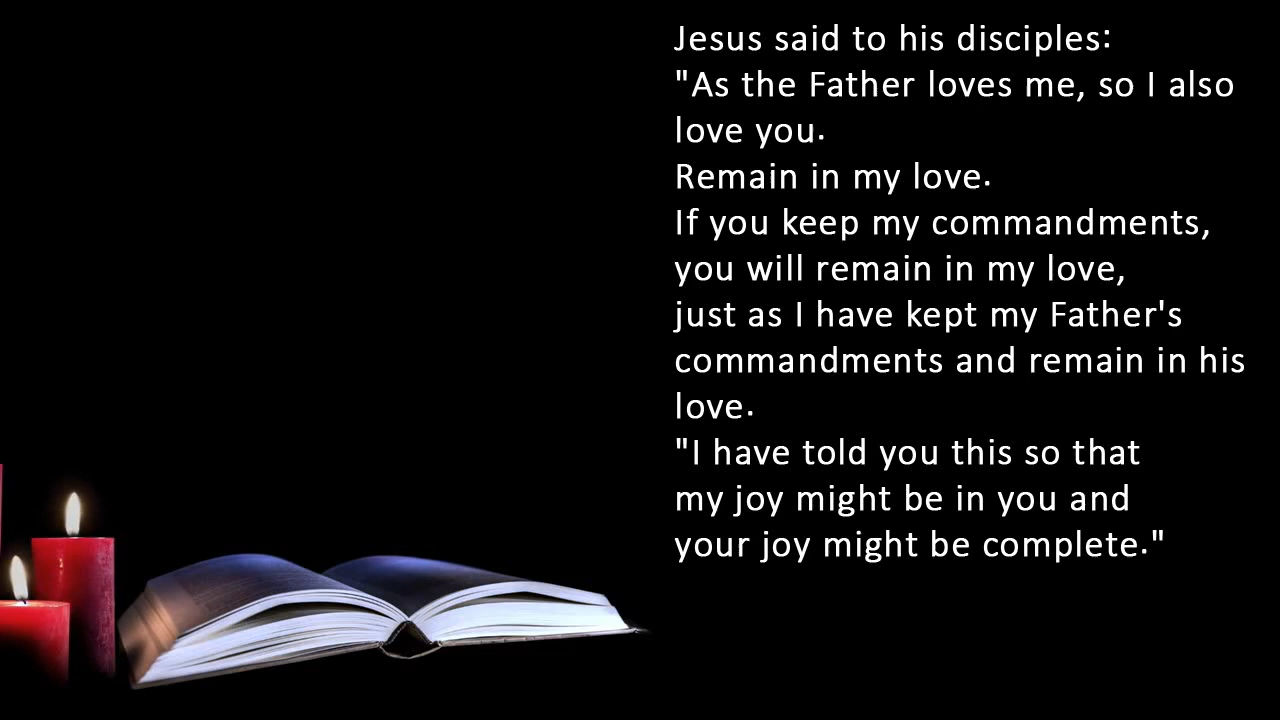 Jesus said to his disciples:
"As the Father loves me, so I also
love you.
Remain in my love.
If you keep my commandments,
you will remain in my love,
just as I have kept my Father's
commandments and remain in his
love.
"I have told you this so that
my joy might be in you and
your joy might be complete."